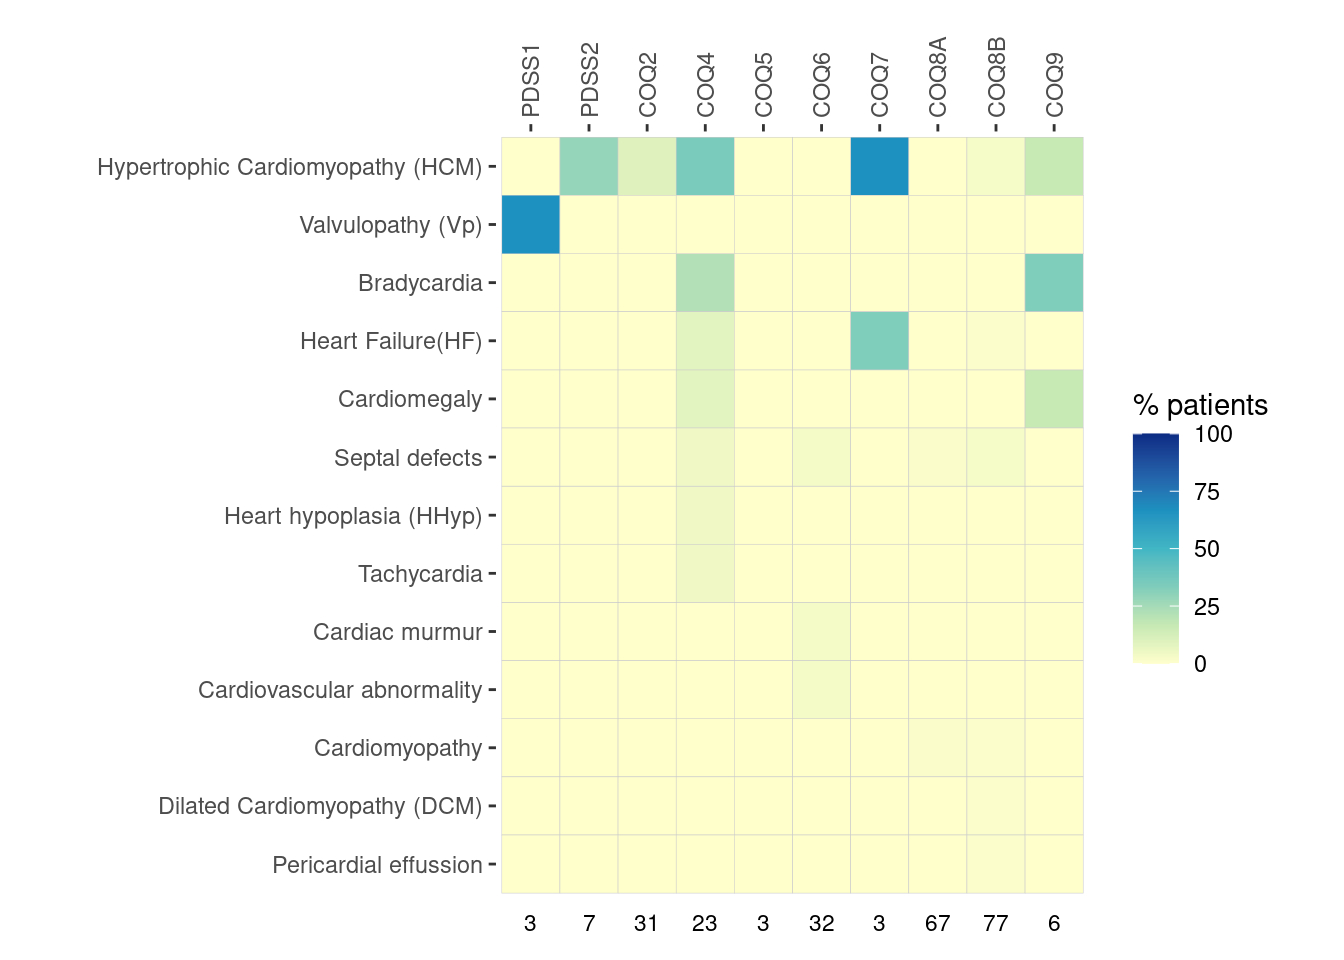 PDSS1 PDSS2 COQ2 COQ4 COQ5 COQ6 COQ7 COQ8A COQ8B COQ9
Hypertrophic Cardiomyopathy (HCM)
Valvulopathy (Vp)
Bradycardia
Heart Failure(HF)
Cardiomegaly
Septal defects
Heart hypoplasia (HHyp)
Tachycardia
Cardiac murmur
Cardiovascular abnormality
Cardiomyopathy
Dilated Cardiomyopathy (DCM)
Pericardial effussion
3 7 31 23 3 32 3 67 77 6
% patients
100
75
50
25
0